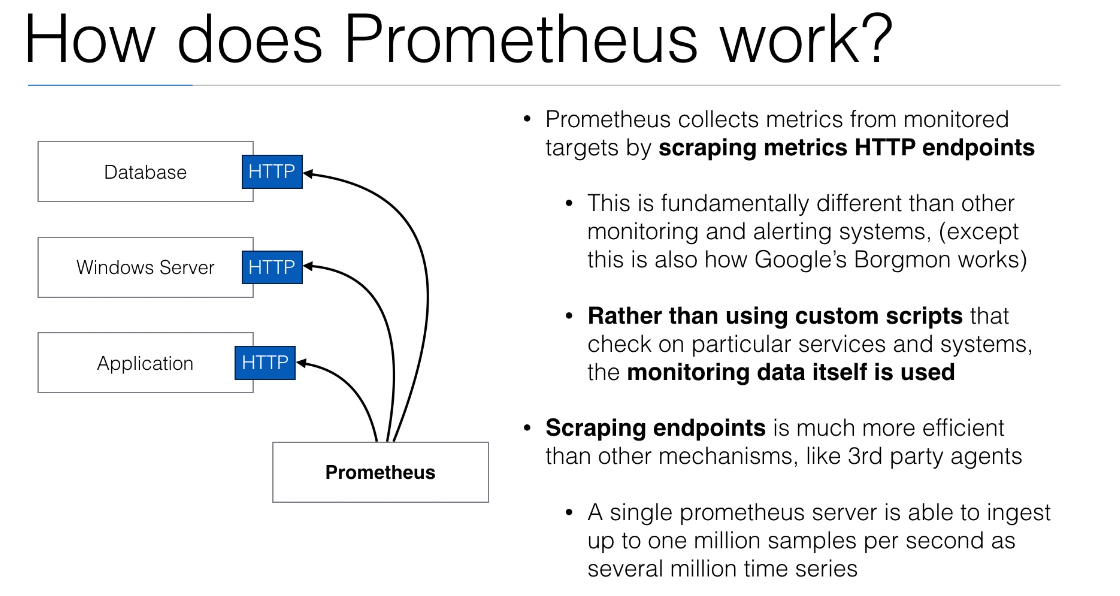 How does Prometheus work?
Database
HTTP
Windows Server
HTTP
Application
HTTP
Prometheus
• Prometheus collects metrics from monitored
targets by scraping metrics HTTP endpoints
• This is fundamentally different than other
monitoring and alerting systems, (except
this is also how Google's Borgmon works)
• Rather than using custom scripts that
check on particular services and systems,
the monitoring data itself is used
• Scraping endpoints is much more efficient
than other mechanisms, like 3rd party agents
• A single prometheus server is able to ingest
up to one million samples per second as
several million time series